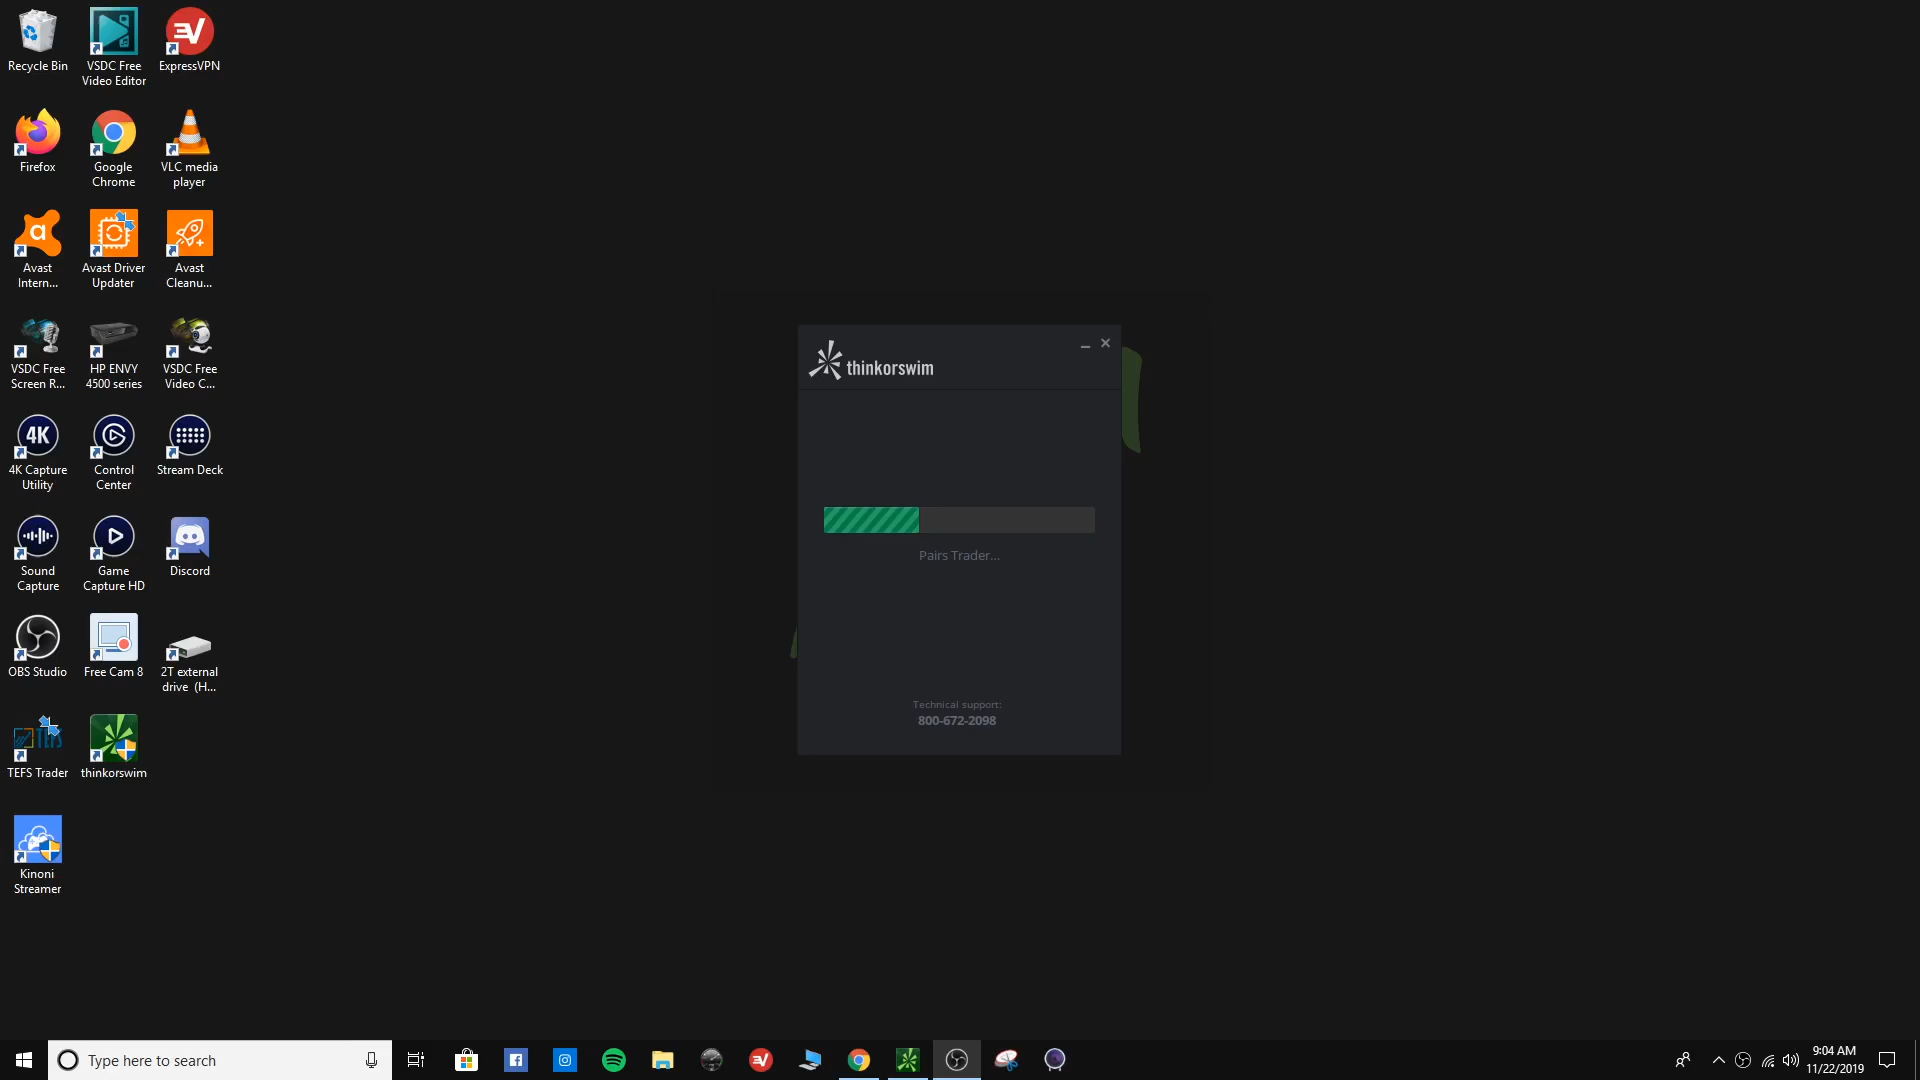 Recycle Bin
VSDC Free
Video Editor
ExpressVPN
Firefox
Google
Chrome
VLC media
player
Avast
Intern...
Avast Driver
Updater
Avast
Cleanu...
VSDC Free
Screen R...
HP ENVY
4500 series
VSDC Free
Video C...
4K
4K Capture
Utility
Control
Center
Stream Deck
Sound
Capture
Game
Capture HD
Discord
OBS Studio
Free Cam 8
2T external
drive (H...
TEFS
TEFS Trader
thinkorswim
Kinoni
Streamer
thinkorswim
Pairs Trader...
Technical support:
800-672-2098
Type here to search
9:04 AM
11/22/2019